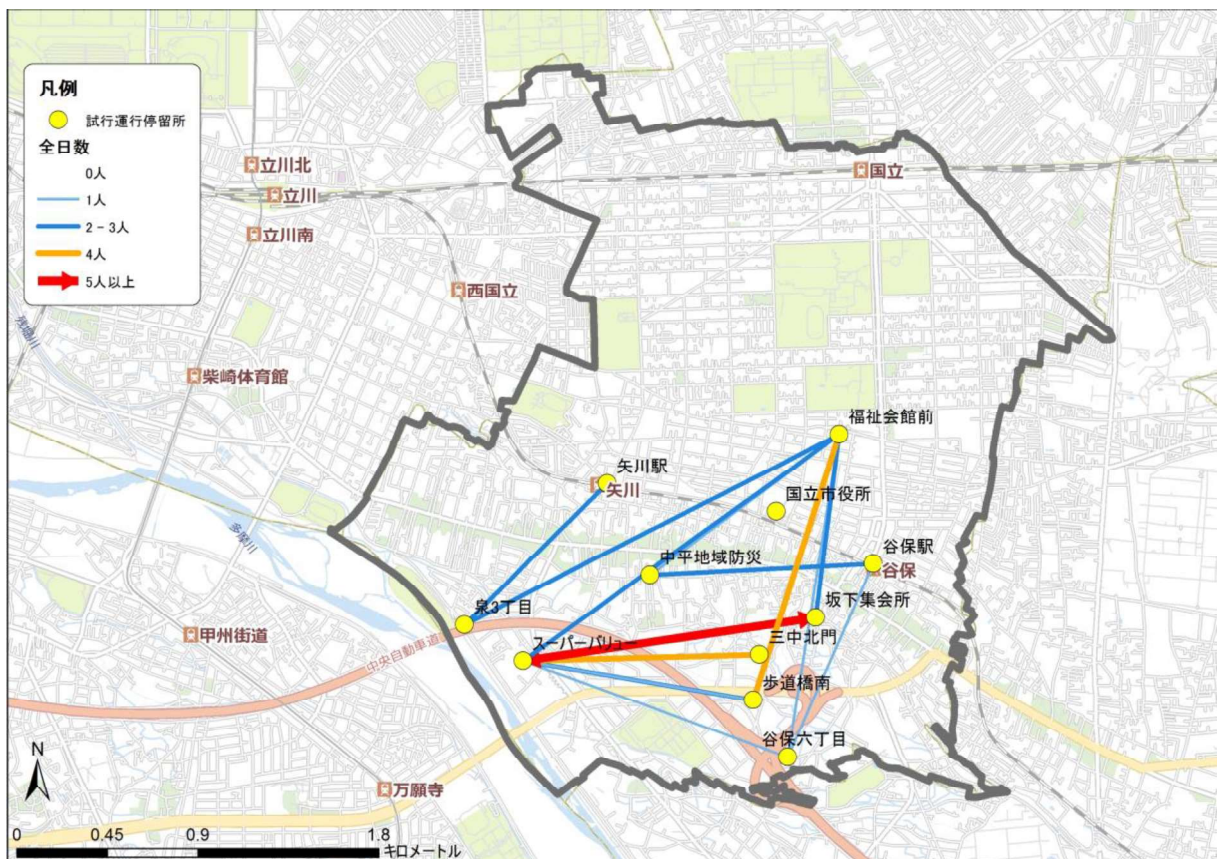 凡例
試行運行停留所
全日数
0人
1人
2-3人
4人
5人以上
立川北
立川
立川南
国立
西国立
残堀川
柴崎体育館
福祉会館前
矢川駅
矢川
国立市役所
多摩川
中平地域防災
谷保駅
谷保
泉3丁目
坂下集会所
甲州街道
中央自動車道
スーパーバリュー
三中北門
歩道橋南
谷保六丁目
N
万願寺
0 0.45 0.9 1.8
キロメートル